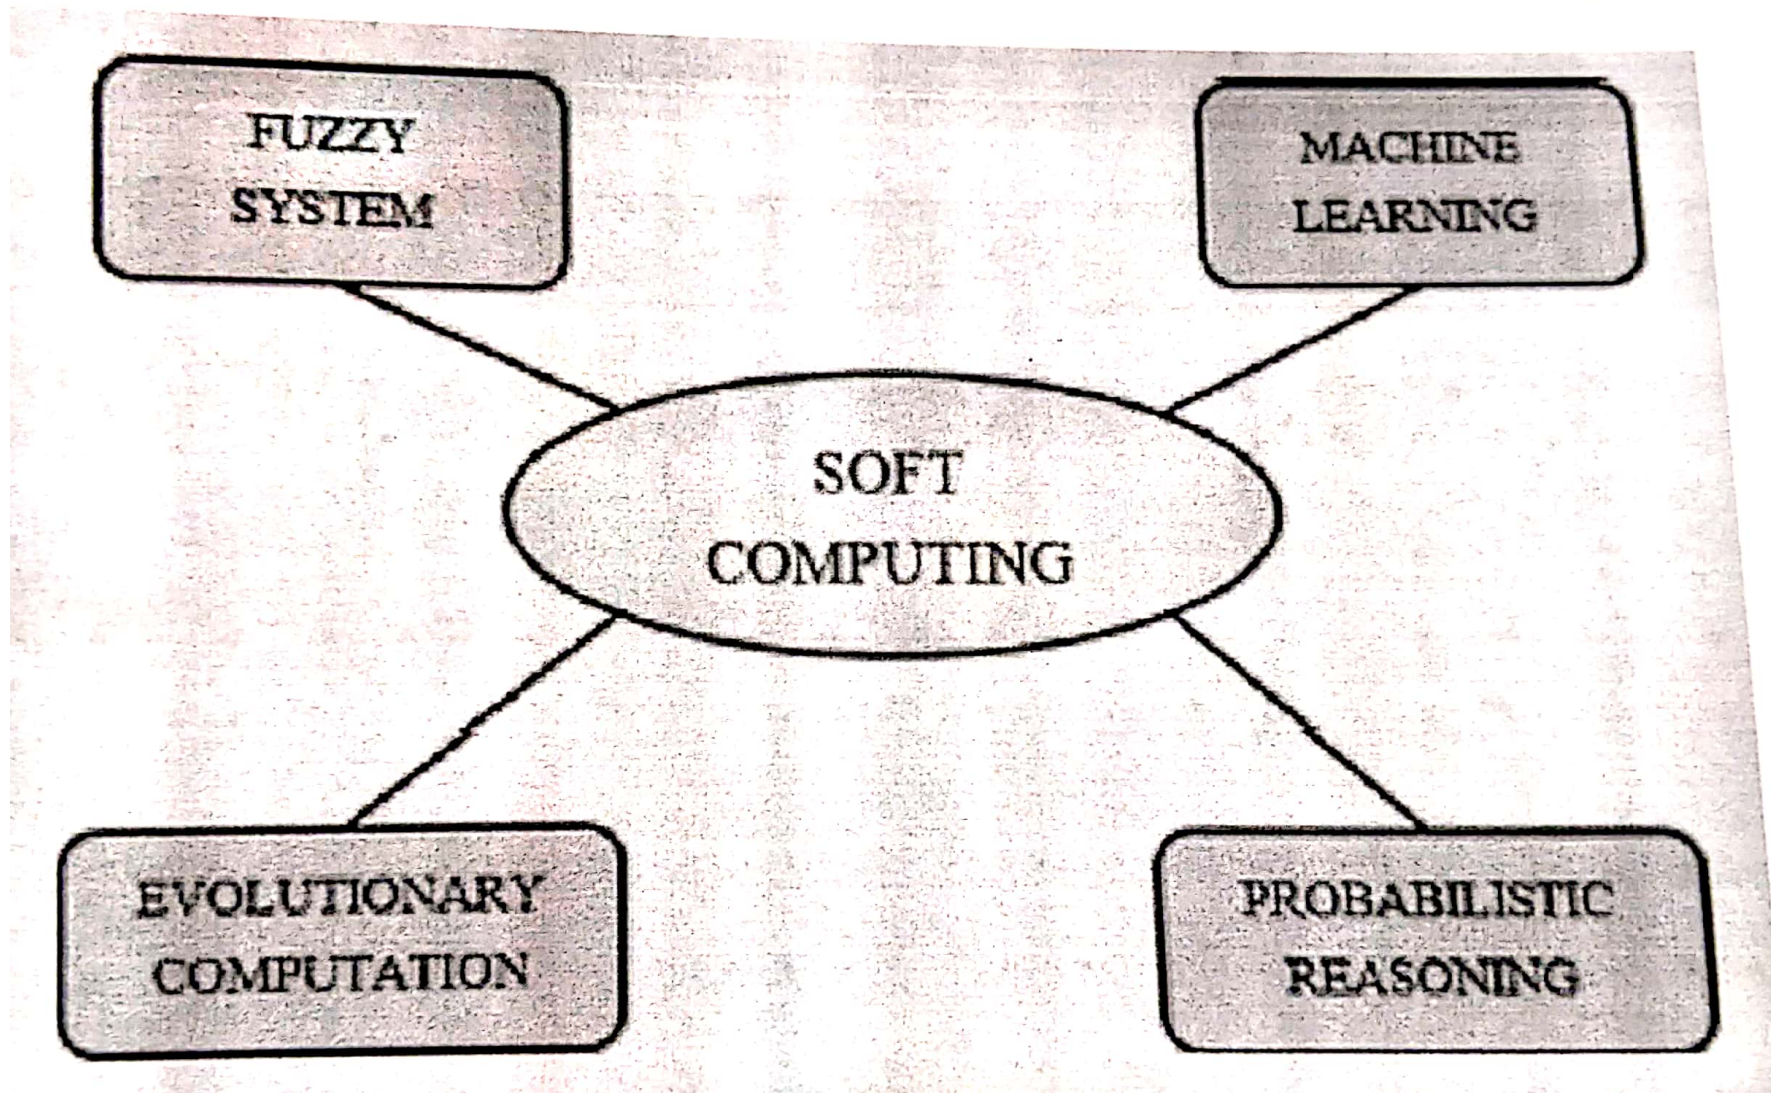 FUZZY
SYSTEM
MACHINE
LEARNING
SOFT
COMPUTING
EVOLUTIONARY
COMPUTATION
PROBABILISTIC
REASONING